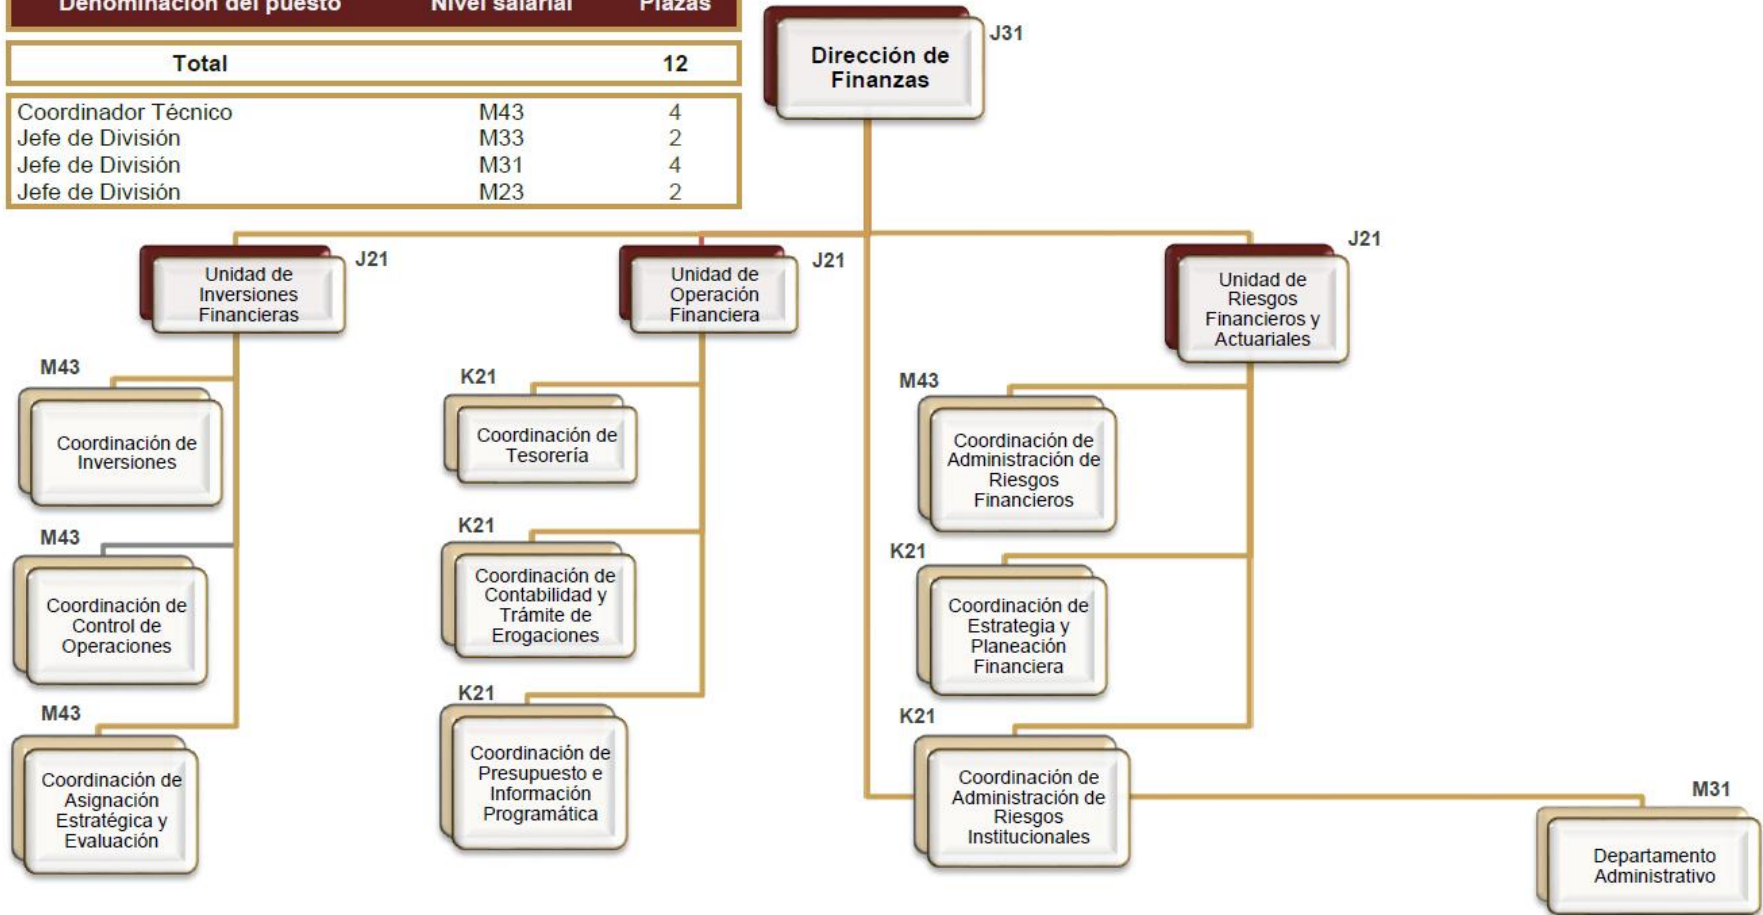 Denominación del puesto Nivel salarial Plazas
Total 12
Coordinador Técnico M43 4
Jefe de División M33 2
Jefe de División M31 4
Jefe de División M23 2
J31
Dirección de
Finanzas
J21
Unidad de
Inversiones
Financieras
M43
Coordinación de
Inversiones
M43
Coordinación de
Control de
Operaciones
M43
Coordinación de
Asignación
Estratégica y
Evaluación
J21
Unidad de
Operación
Financiera
K21
Coordinación de
Tesorería
K21
Coordinación de
Contabilidad y
Trámite de
Erogaciones
K21
Coordinación de
Presupuesto e
Información
Programática
J21
Unidad de
Riesgos
Financieros y
Actuariales
M43
Coordinación de
Administración de
Riesgos
Financieros
K21
Coordinación de
Estrategia y
Planeación
Financiera
K21
Coordinación de
Administración de
Riesgos
Institucionales
M31
Departamento
Administrativo